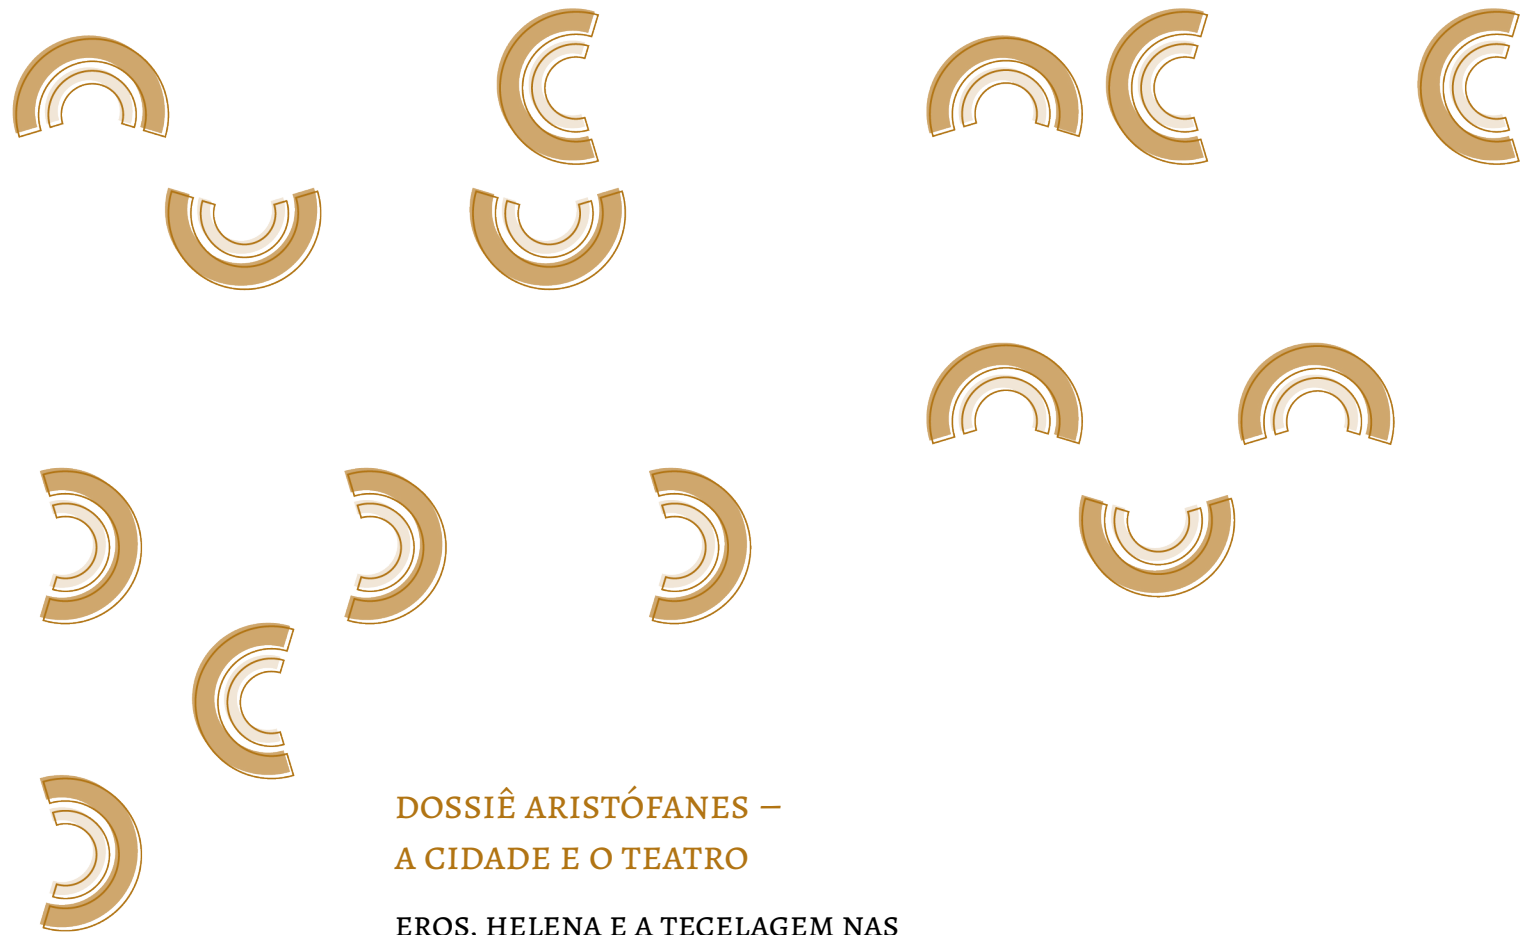 DOSSIÊ ARISTÓFANES –
A CIDADE E O TEATRO
EROS, HELENA E A TECELAGEM NAS